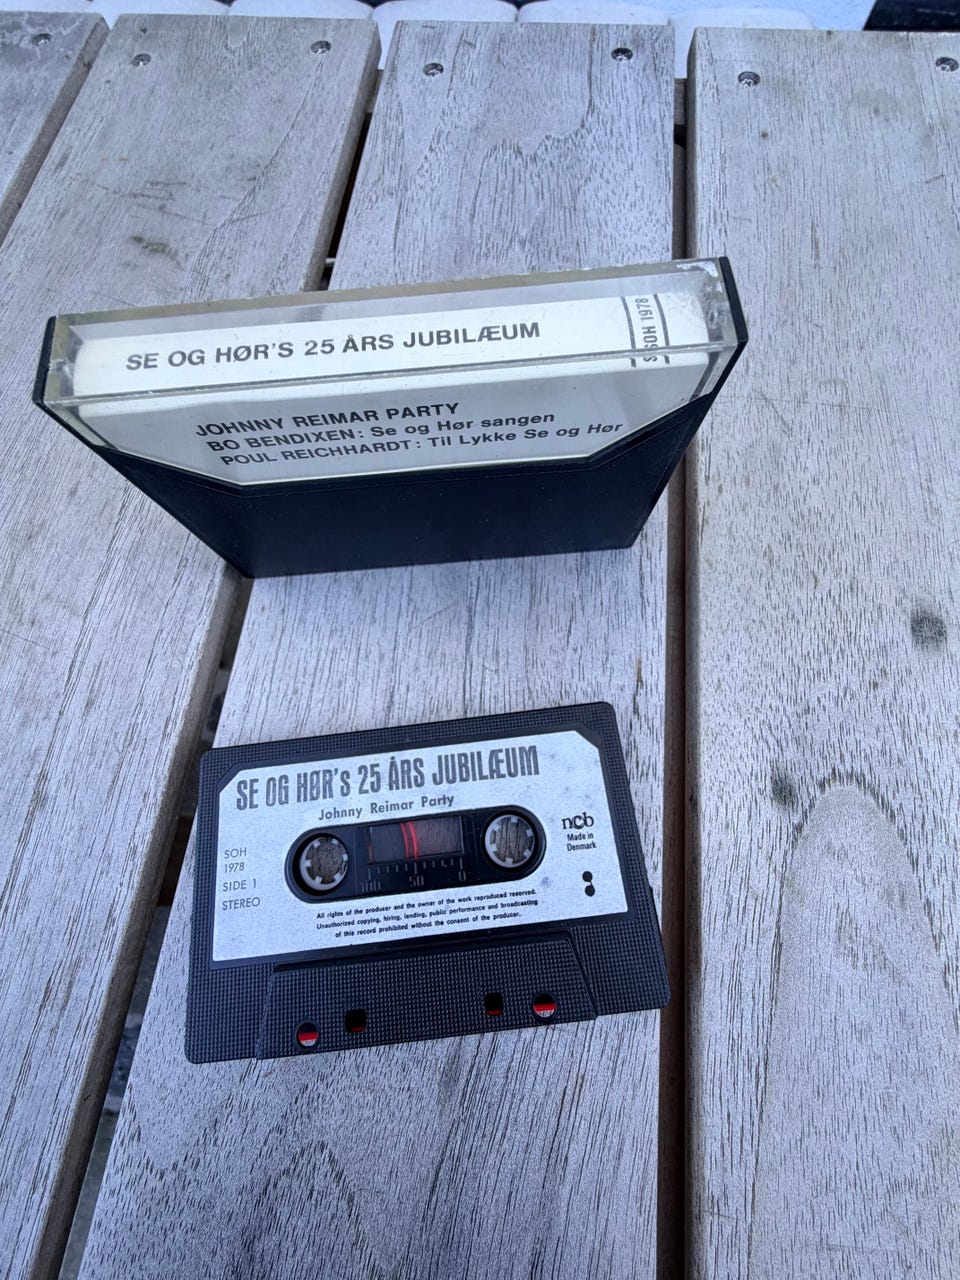 SE OG HØR'S 25 ÅRS JUBILÆUM
SOH 1978
JOHNNY REIMAR PARTY
BO BENDIXEN: Se og Hør sangen
POUL REICHHARDT: Til Lykke Se og Hør
SE OG HØR'S 25 ÅRS JUBILÆUM
Johnny Reimar Party
SOH
1978
SIDE 1
STEREO
ncb
Made in
Denmark
100 50 0
All rights of the producer and the owner of the work reproduced reserved.
Unauthorized copying, hiring, lending, public performance and broadcasting
of this record prohibited without the consent of the producer.